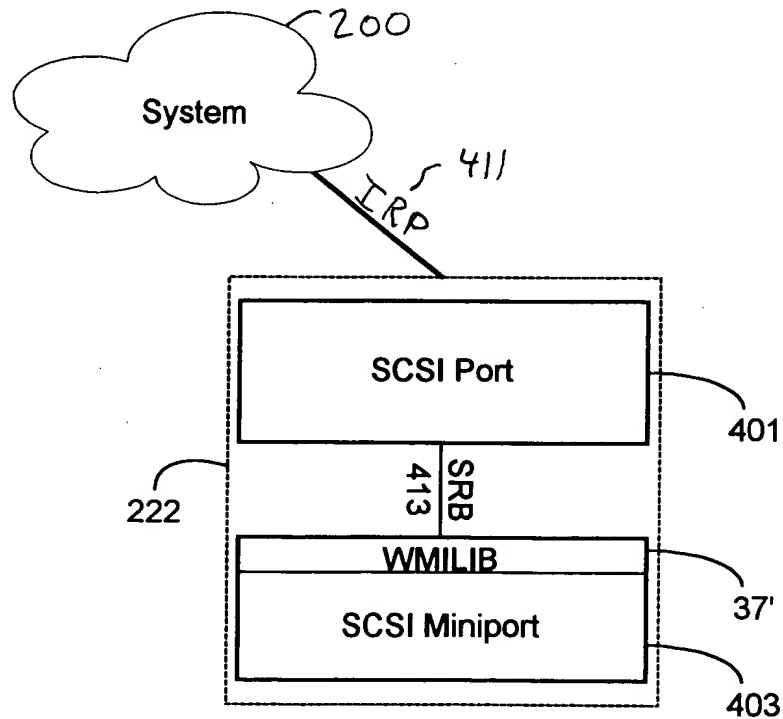 200
System
411
IRP
SCSI Port
401
SRB
413
222
WMILIB
37'
SCSI Miniport
403